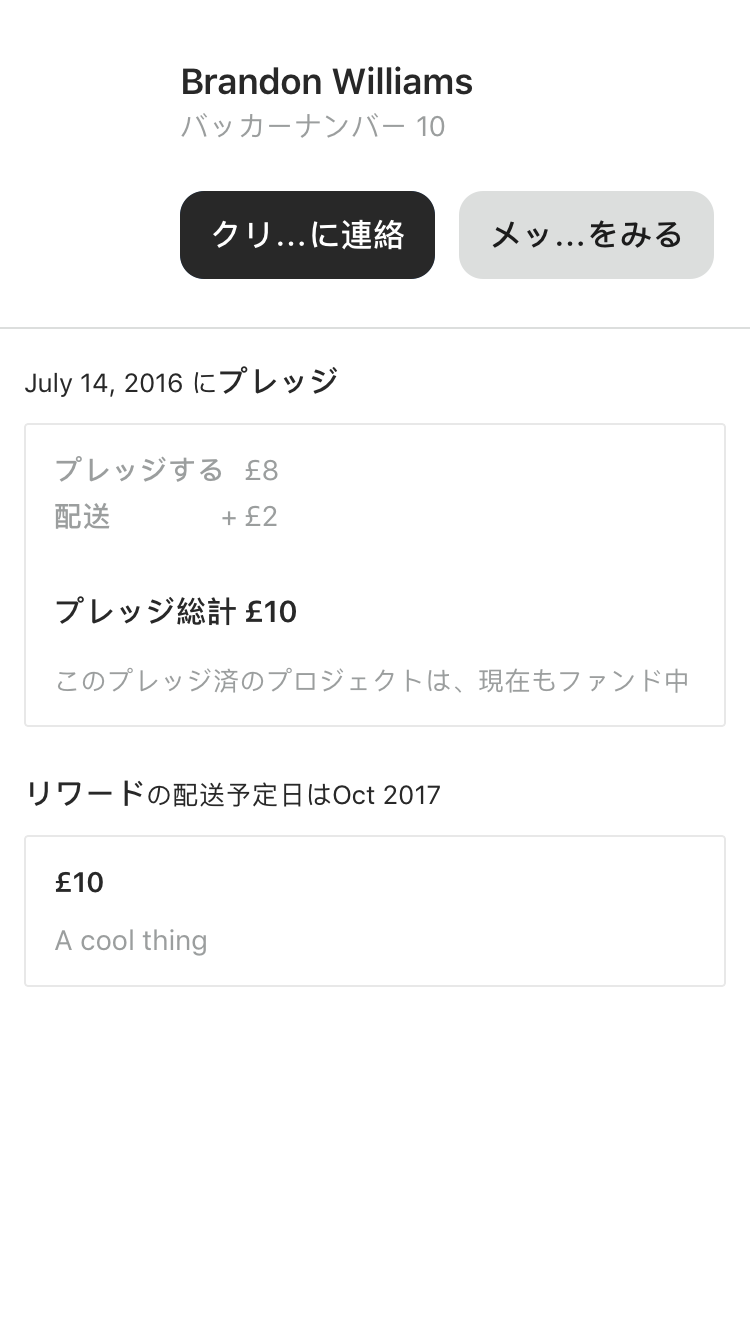 Brandon Williams
バッカーナンバー 10
クリ…に連絡
メッ…をみる
July 14, 2016 にプレッジ
プレッジする £8
配送 + £2
プレッジ総計 £10
このプレッジ済のプロジェクトは、現在もファンド中
リワードの配送予定日はOct 2017
£10
A cool thing